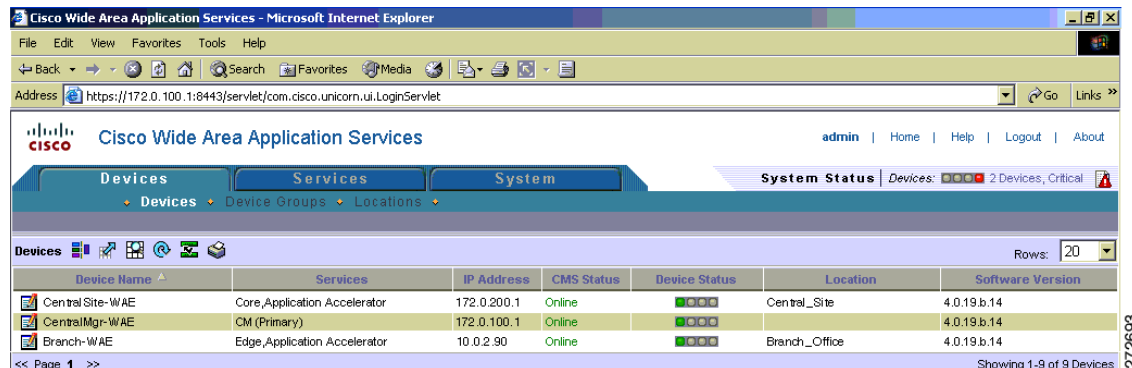 Cisco Wide Area Application Services - Microsoft Internet Explorer
File Edit View Favorites Tools Help
Back Search Favorites Media
Address https://172.0.100.1:8443/servlet/com.cisco.unicorn.ui.LoginServlet Go Links »
cisco Cisco Wide Area Application Services admin | Home | Help | Logout | About
Devices Services System System Status | Devices: 2 Devices, Critical
Devices Device Groups Locations
Devices Rows: 20
Device Name Services IP Address CMS Status Device Status Location Software Version
CentralSite-WAE Core,Application Accelerator 172.0.200.1 Online Central_Site 4.0.19.b.14
CentralMgr-WAE CM (Primary) 172.0.100.1 Online 4.0.19.b.14
Branch-WAE Edge,Application Accelerator 10.0.2.90 Online Branch_Office 4.0.19.b.14
<< Page 1 >> Showing 1-9 of 9 Devices
272693